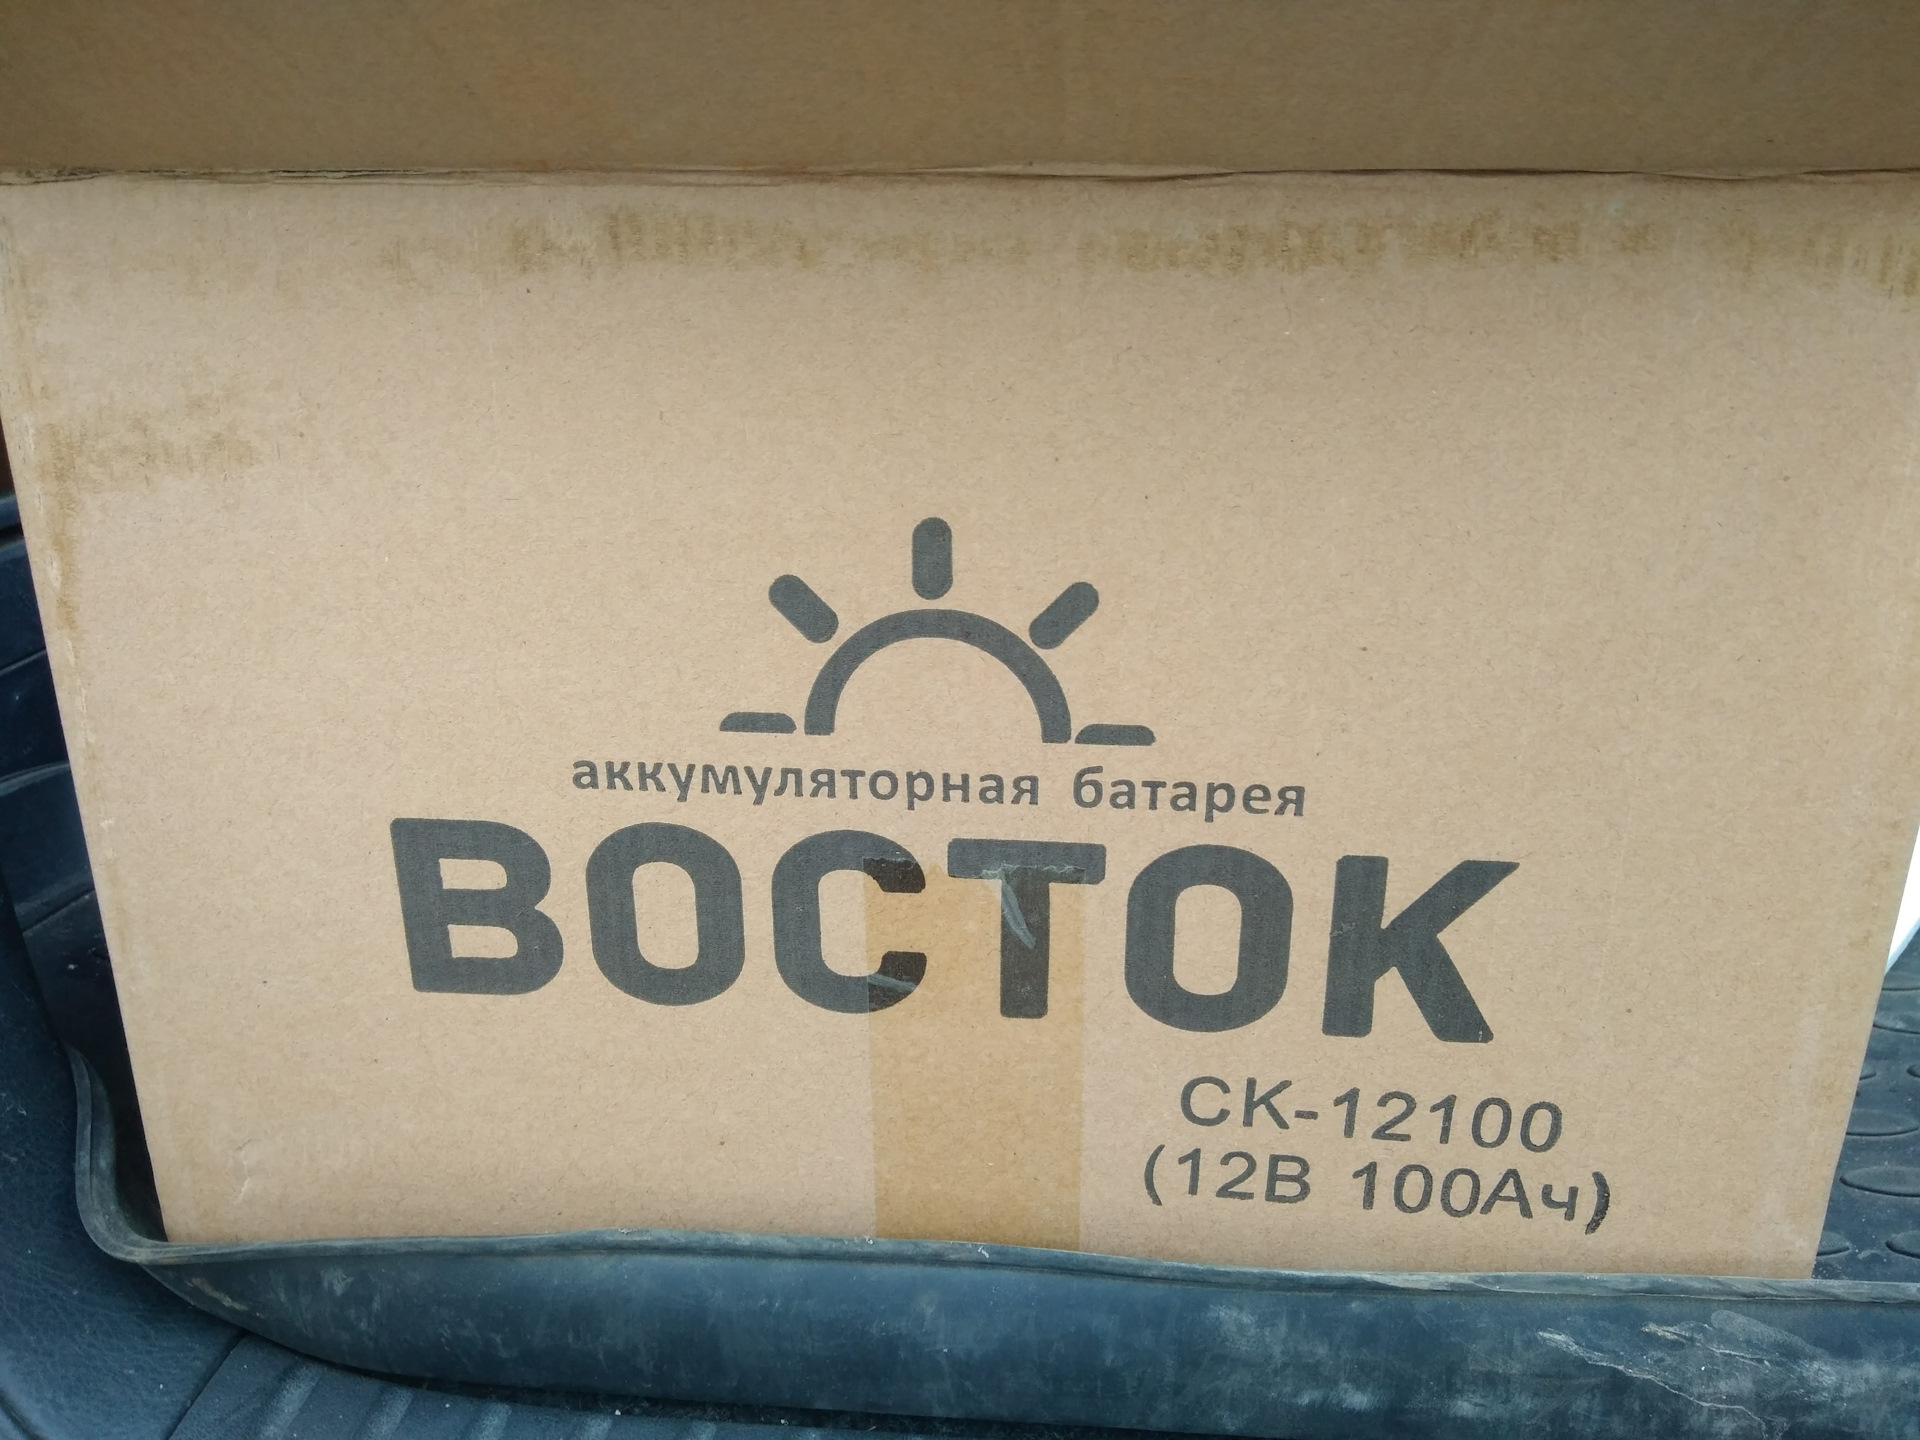 аккумуляторная батарея
ВОСТОК
СК-12100
(12В 100Ач)